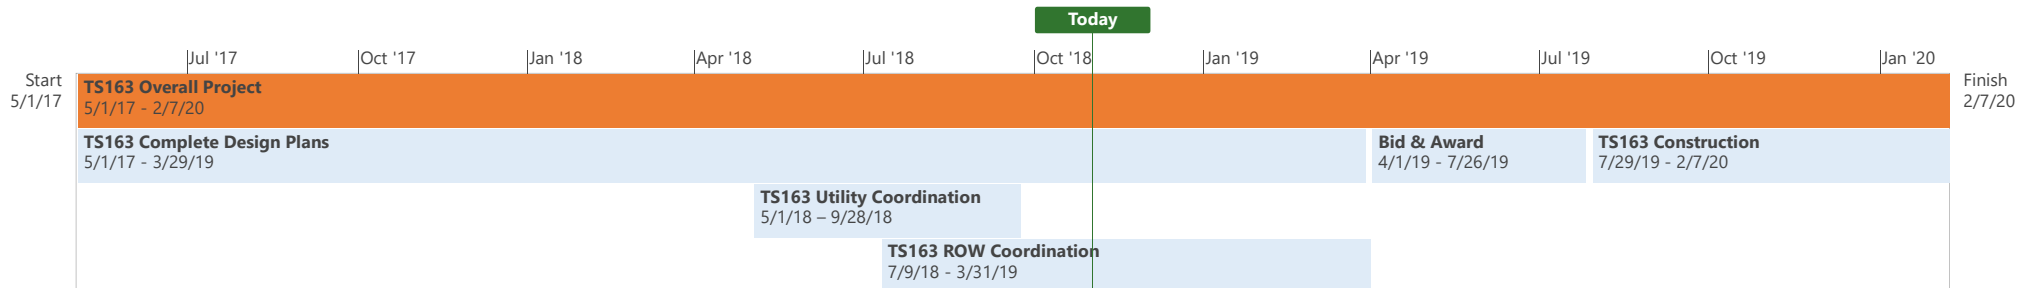 Today
Jul '17
Oct '17
Jan '18
Apr '18
Jul '18
Oct '18
Jan '19
Apr '19
Jul '19
Oct '19
Jan '20
Start
5/1/17
TS163 Overall Project
5/1/17 - 2/7/20
Finish
2/7/20
TS163 Complete Design Plans
5/1/17 - 3/29/19
Bid & Award
4/1/19 - 7/26/19
TS163 Construction
7/29/19 - 2/7/20
TS163 Utility Coordination
5/1/18 – 9/28/18
TS163 ROW Coordination
7/9/18 - 3/31/19